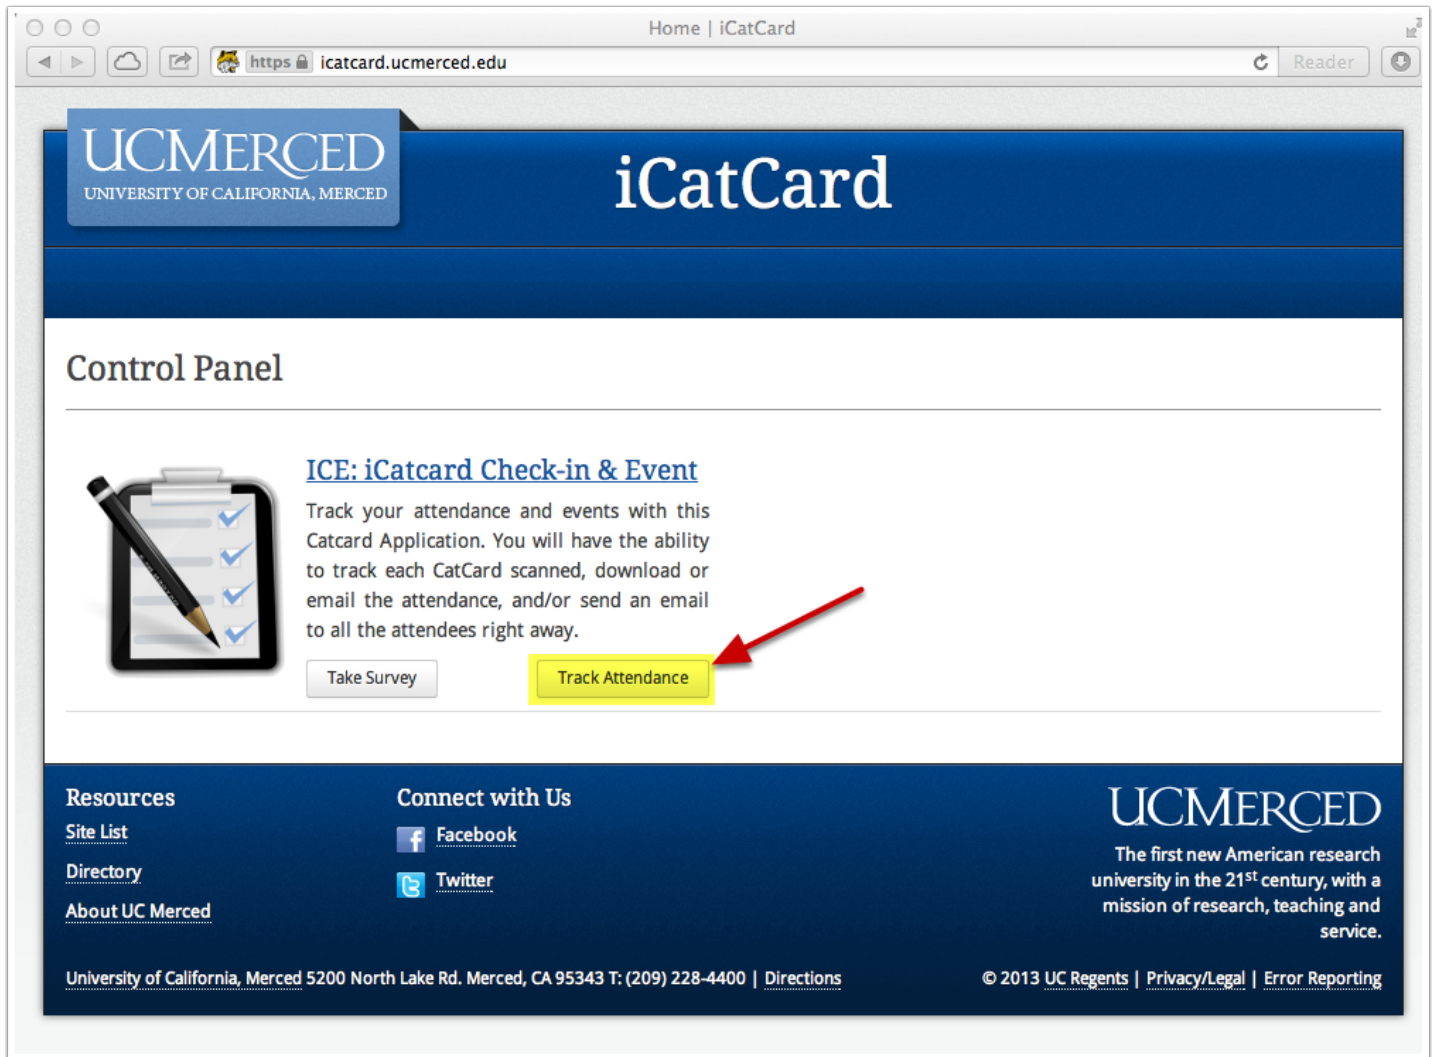 Home | iCatCard
https icatcard.ucmerced.edu
Reader
UCMERCED
UNIVERSITY OF CALIFORNIA, MERCED
iCatCard
Control Panel
ICE: iCatcard Check-in & Event
Track your attendance and events with this
Catcard Application. You will have the ability
to track each CatCard scanned, download or
email the attendance, and/or send an email
to all the attendees right away.
Take Survey
Track Attendance
Resources
Site List
Directory
About UC Merced
Connect with Us
Facebook
Twitter
UCMERCED
The first new American research
university in the 21st century, with a
mission of research, teaching and
service.
University of California, Merced 5200 North Lake Rd. Merced, CA 95343 T: (209) 228-4400 | Directions
© 2013 UC Regents | Privacy/Legal | Error Reporting